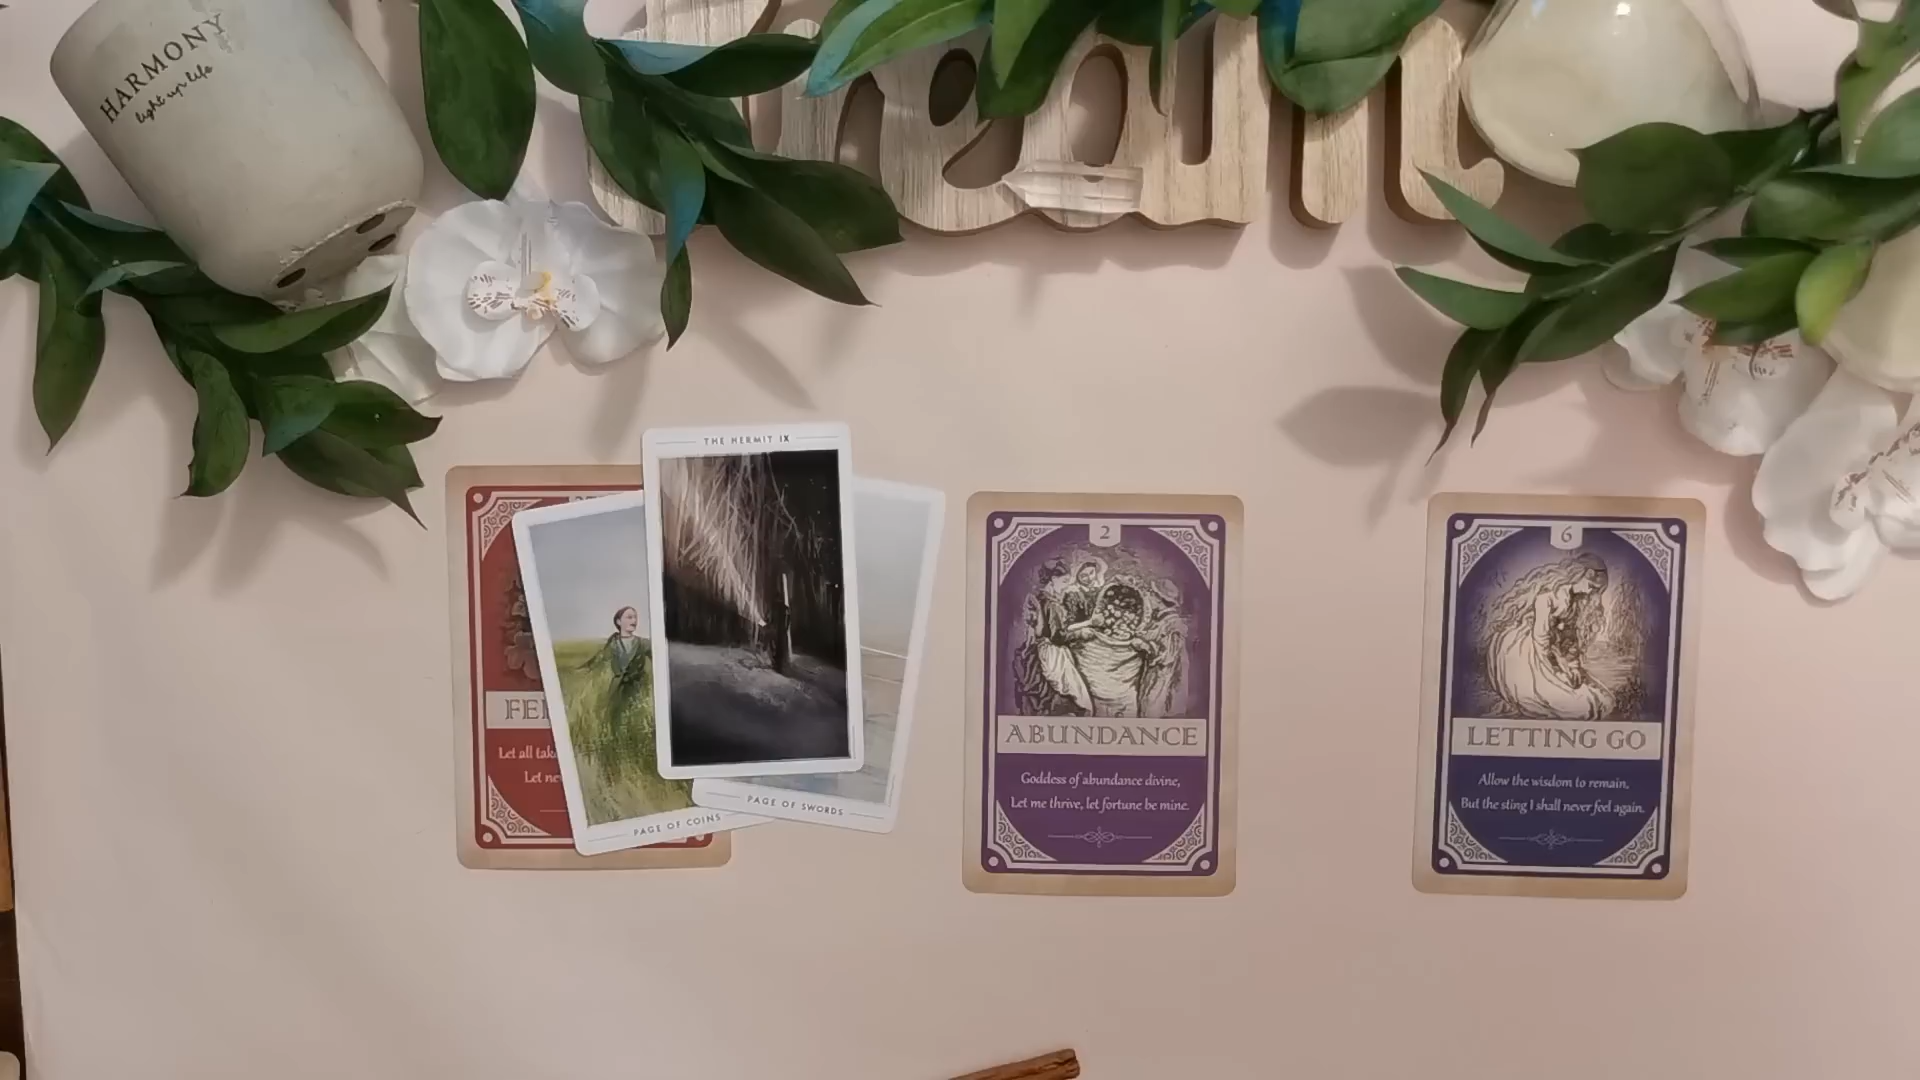 HARMONY
light up life
THE HERMIT IX
FE
Let all
Let
PAGE OF COINS
PAGE OF SWORDS
2
ABUNDANCE
Goddess of abundance divine,
Let me thrive, let fortune be mine.
6
LETTING GO
Allow the wisdom to remain,
But the sting I shall never feel again.